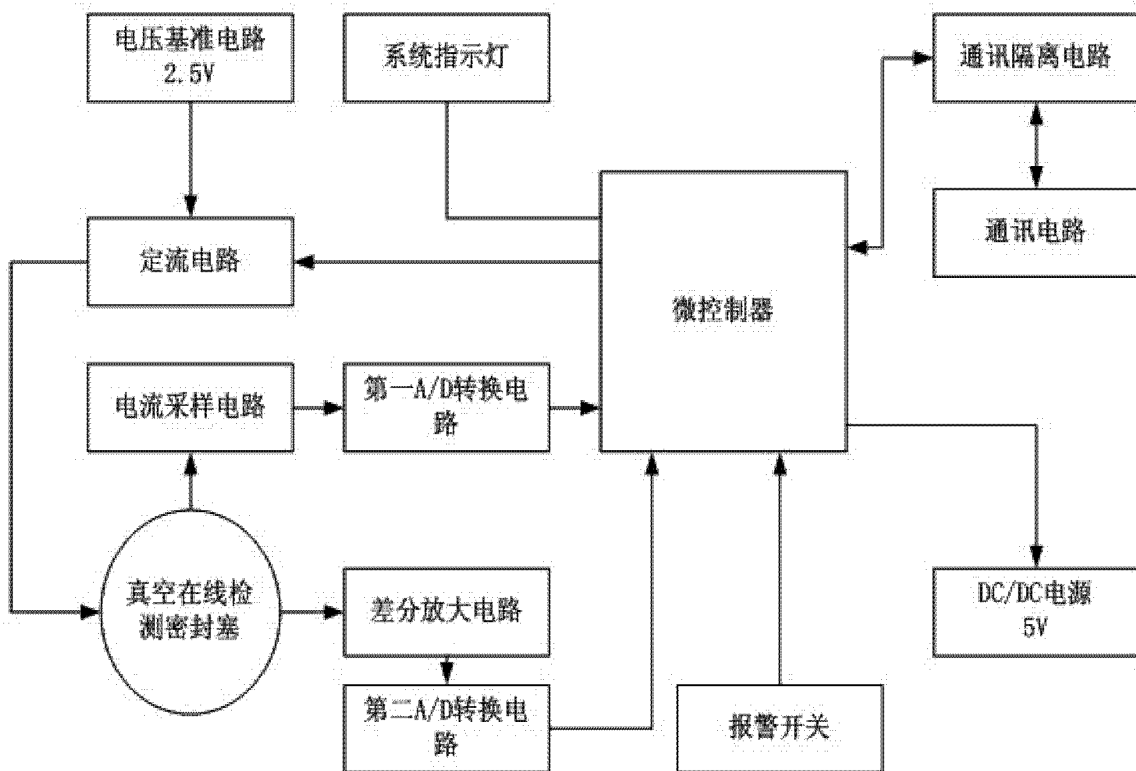 电压基准电路
2.5V
系统指示灯
通讯隔离电路
通讯电路
定流电路
微控制器
电流采样电路
第一A/D转换电
路
真空在线检
测密封塞
差分放大电路
DC/DC电源
5V
第二A/D转换电
路
报警开关